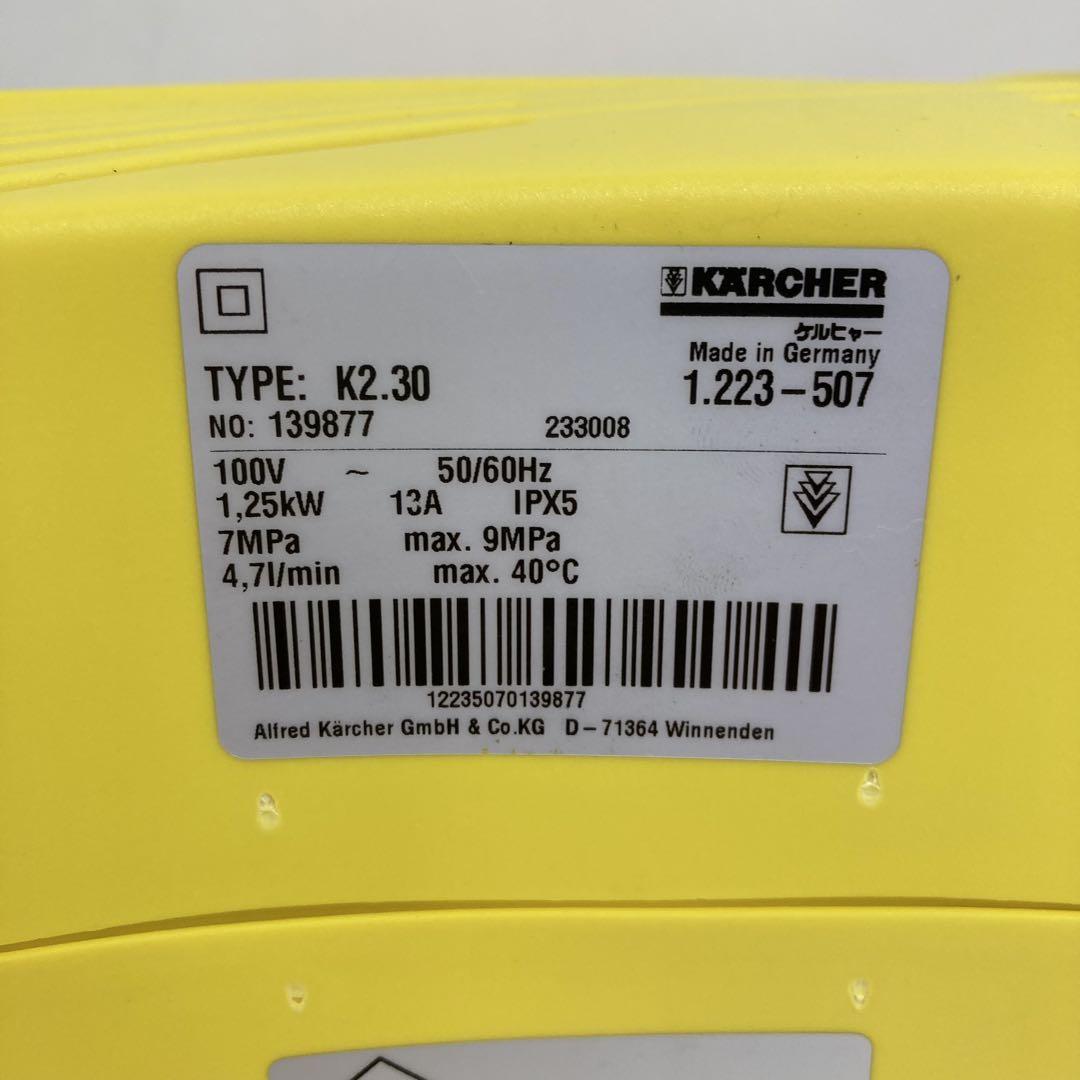 KÄRCHER
ケルヒャー
Made in Germany
TYPE: K2.30 1.223-507
NO: 139877 233008
100V ~ 50/60Hz
1,25kW 13A IPX5
7MPa max. 9MPa
4,7l/min max. 40°C
12235070139877
Alfred Kärcher GmbH & Co.KG D-71364 Winnenden